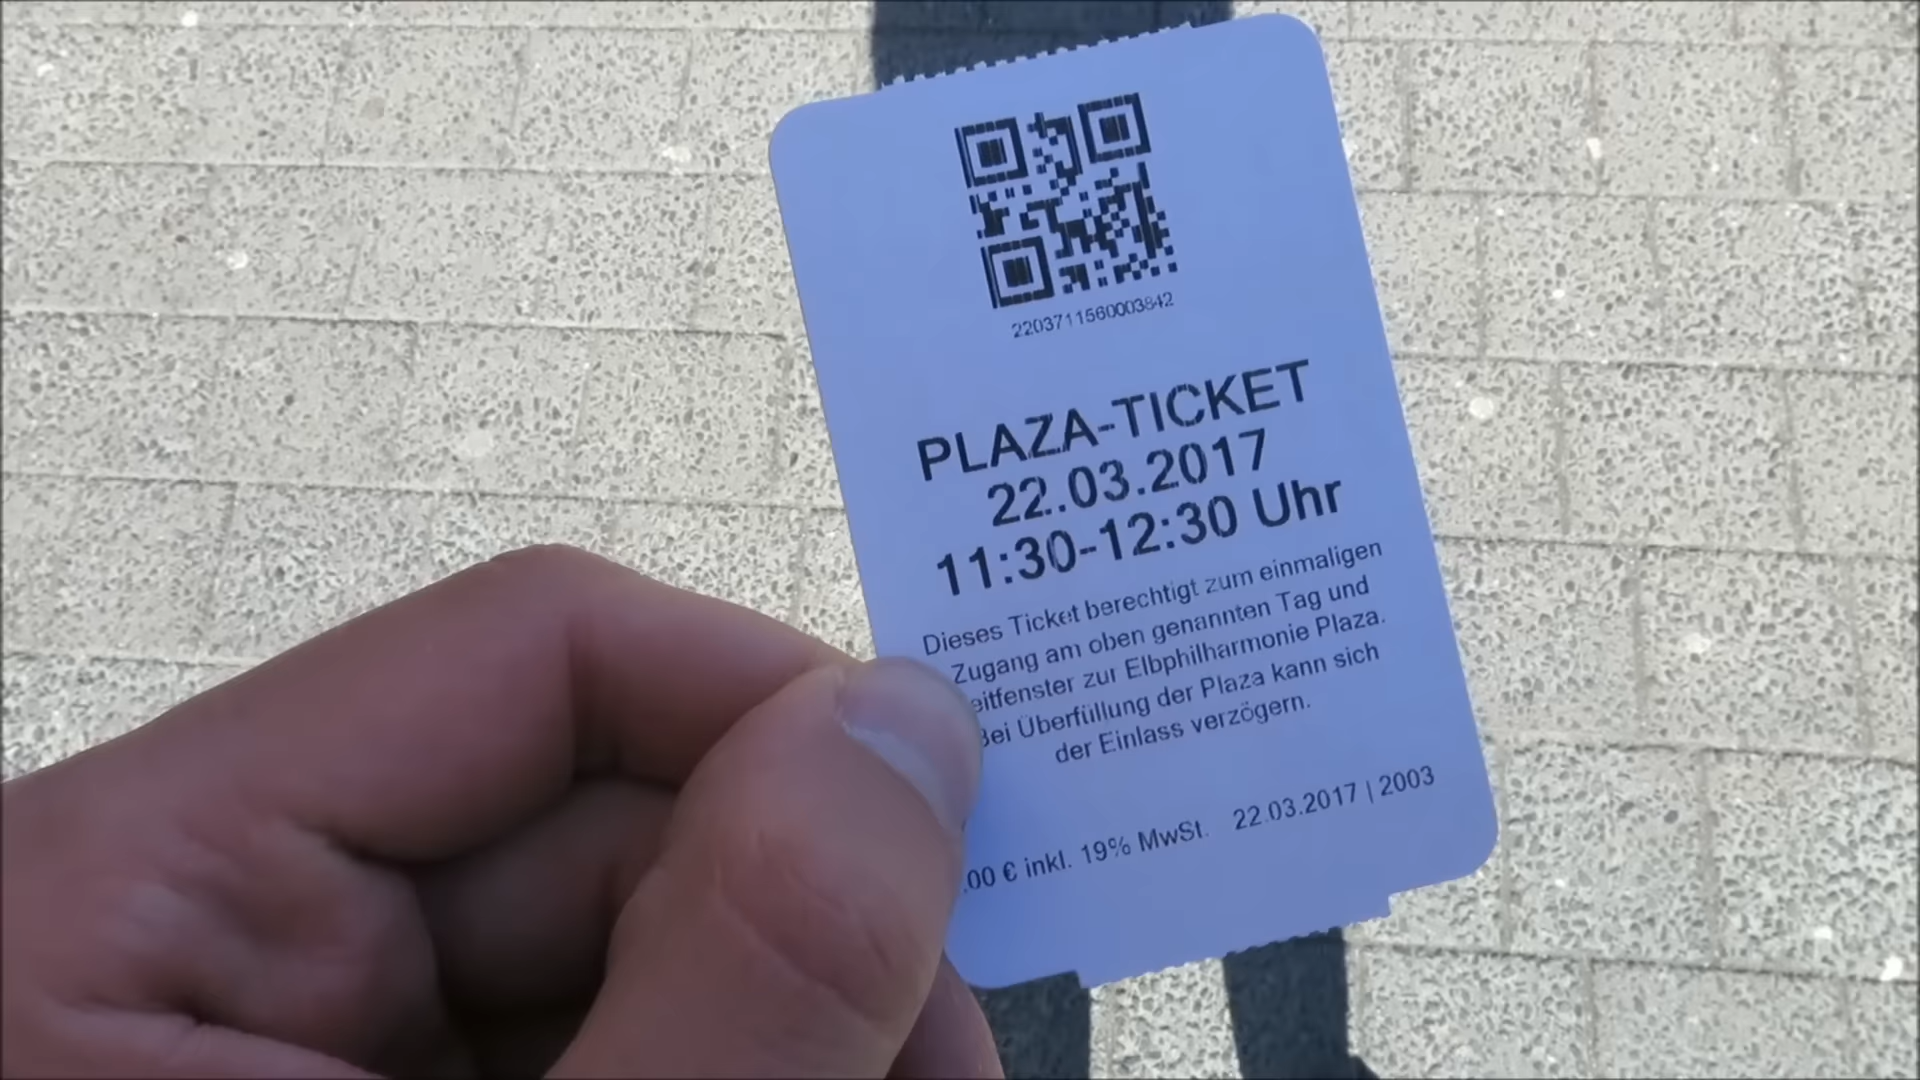 2203711560003842
PLAZA-TICKET
22.03.2017
11:30-12:30 Uhr
Dieses Ticket berechtigt zum einmaligen
Zugang am oben genannten Tag und
eitfenster zur Elbphilharmonie Plaza.
Bei Überfüllung der Plaza kann sich
der Einlass verzögern.
.00 € inkl. 19% MwSt. 22.03.2017 | 2003